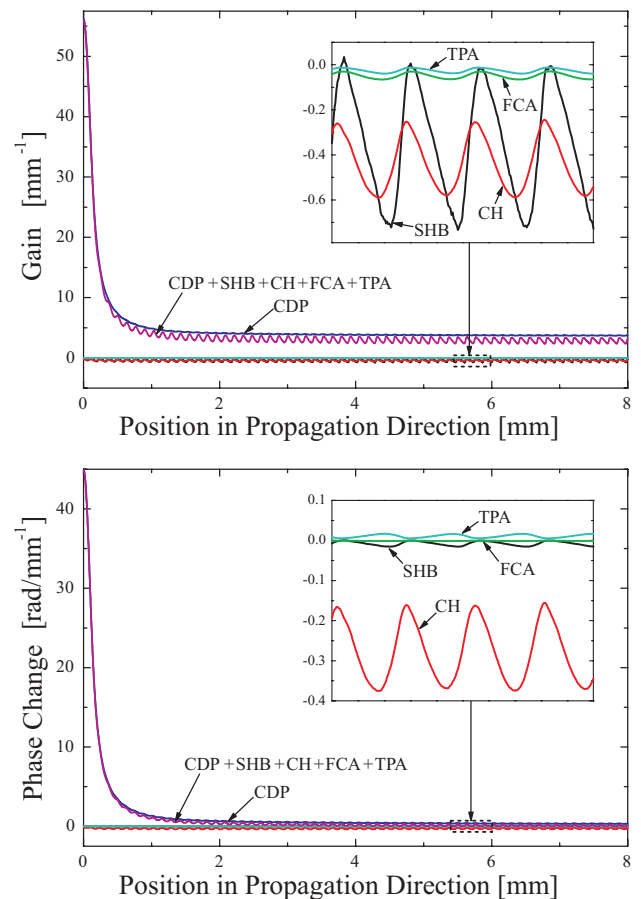 60
50
40
30
20
10
0
Gain [mm⁻¹]
0.0
-0.2
-0.4
-0.6
TPA
FCA
CH
SHB
CDP+SHB+CH+FCA+TPA
CDP
0 2 4 6 8
Position in Propagation Direction [mm]
40
30
20
10
0
Phase Change [rad/mm⁻¹]
0.1
0.0
-0.1
-0.2
-0.3
-0.4
TPA
SHB
FCA
CH
CDP+SHB+CH+FCA+TPA
CDP
0 2 4 6 8
Position in Propagation Direction [mm]